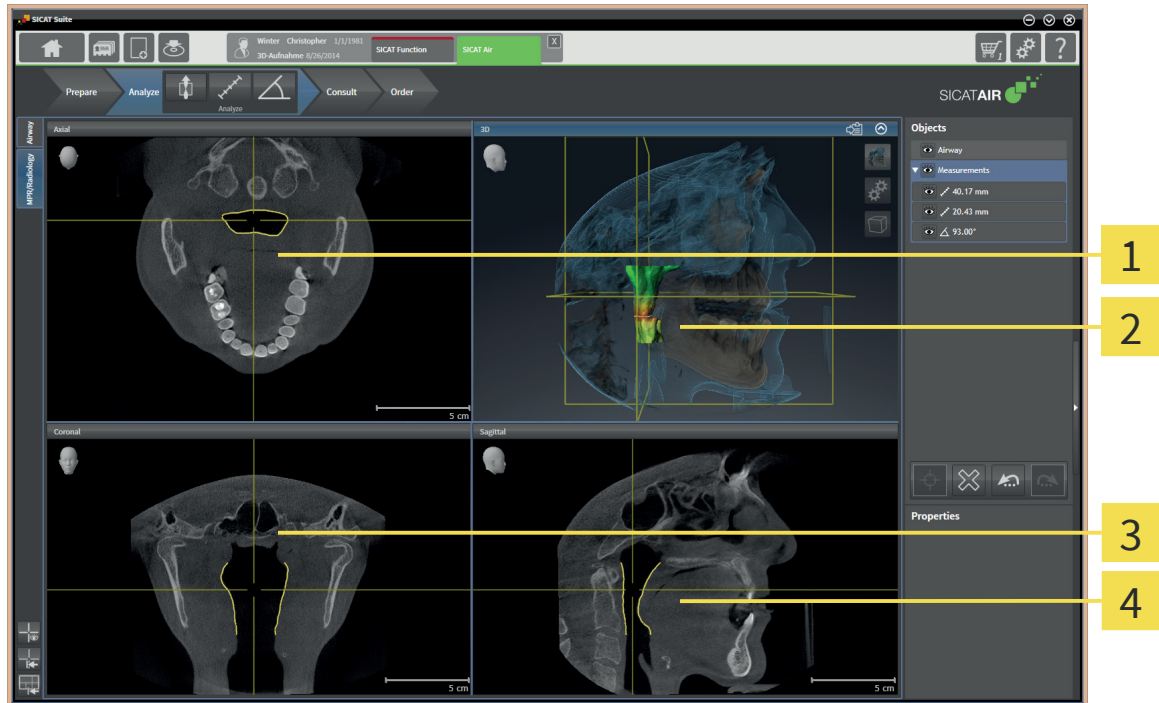 SICAT Suite
Winter Christopher 1/1/1981
3D-Aufnahme 8/26/2014
SICAT Function
SICAT Air
X
1
?
Prepare
Analyze
Analyze
Consult
Order
SICATAIR
Airway
MPR/Radiology
Axial
3D
Objects
Airway
Measurements
40.17 mm
20.43 mm
93.00°
1
2
5 cm
Coronal
Sagittal
Properties
3
4
5 cm
5 cm